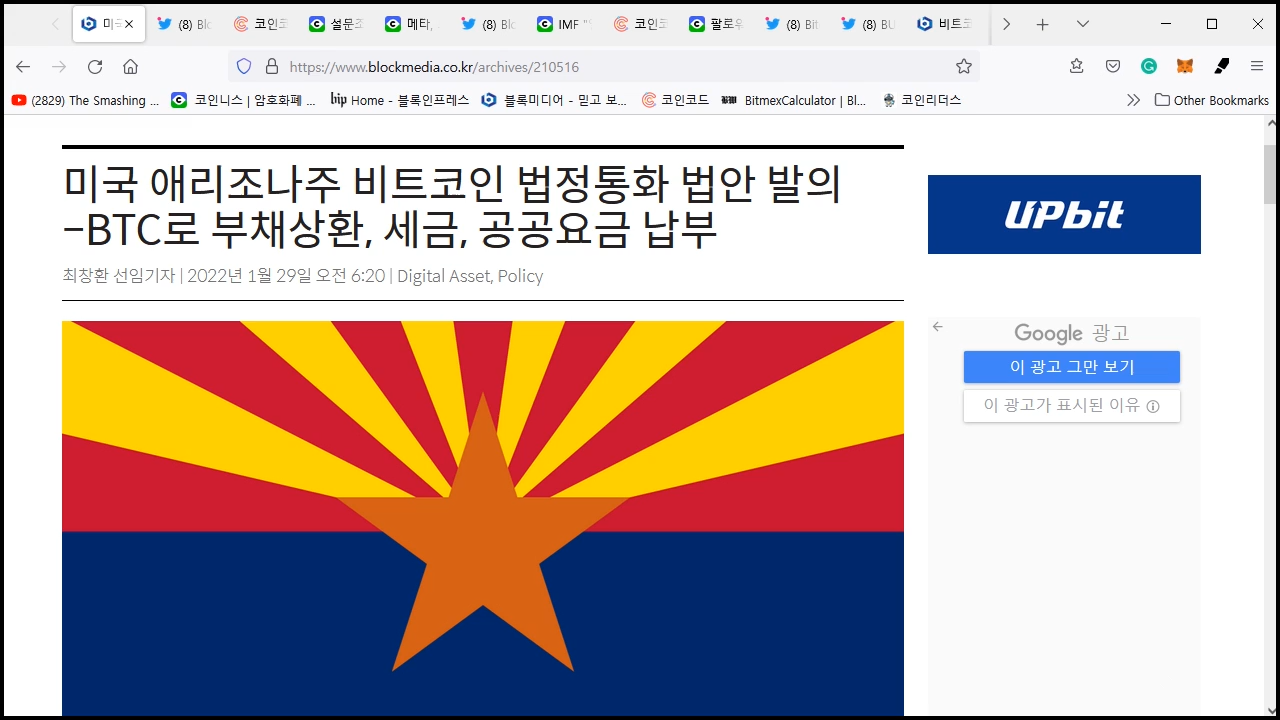 미국
(8) Blo
코인코
설문조
메타,
(8) Blo
IMF "
코인코
팔로우
(8) Bit
(8) BU
비트코
https://www.blockmedia.co.kr/archives/210516
(2829) The Smashing ...
코인니스 | 암호화폐 ...
bip Home - 블록인프레스
블록미디어 - 믿고 보...
코인코드
BitmexCalculator | Bl...
코인리더스
Other Bookmarks
미국 애리조나주 비트코인 법정통화 법안 발의
–BTC로 부채상환, 세금, 공공요금 납부
최창환 선임기자 | 2022년 1월 29일 오전 6:20 | Digital Asset, Policy
UPbit
Google 광고
이 광고 그만 보기
이 광고가 표시된 이유